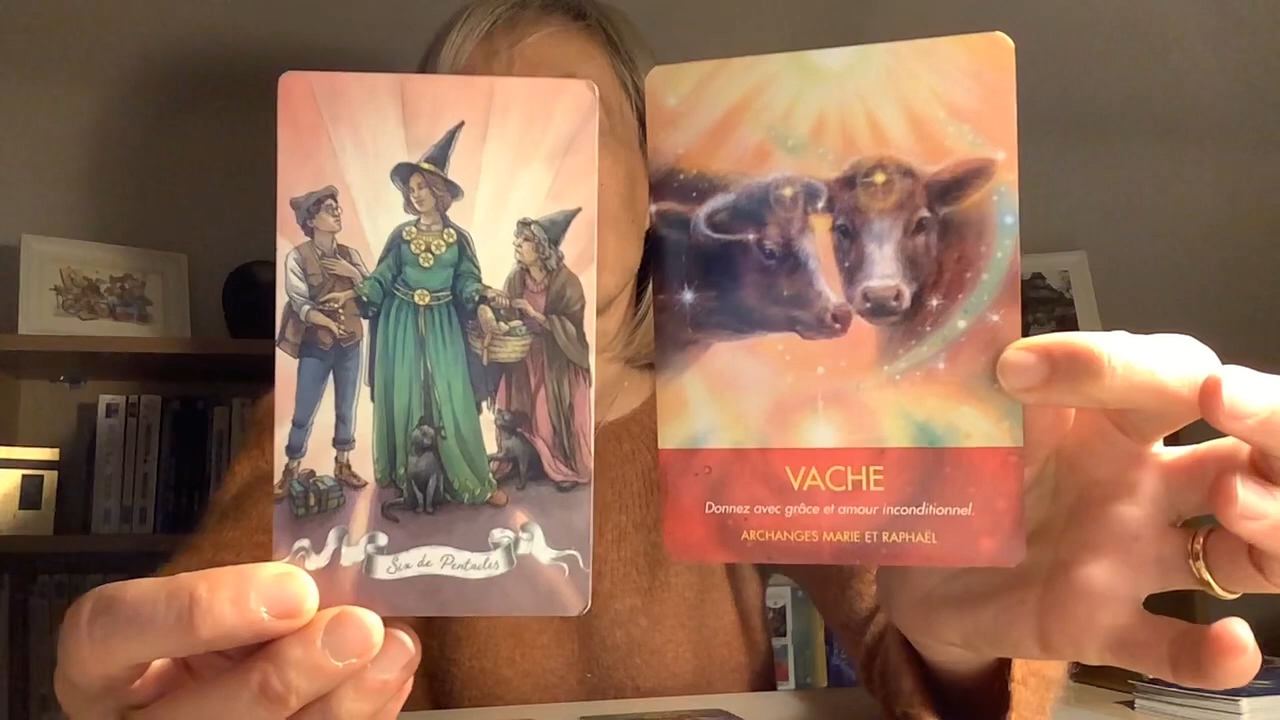 Six de Pentacles
VACHE
Donnez avec grâce et amour inconditionnel.
ARCHANGES MARIE ET RAPHAËL